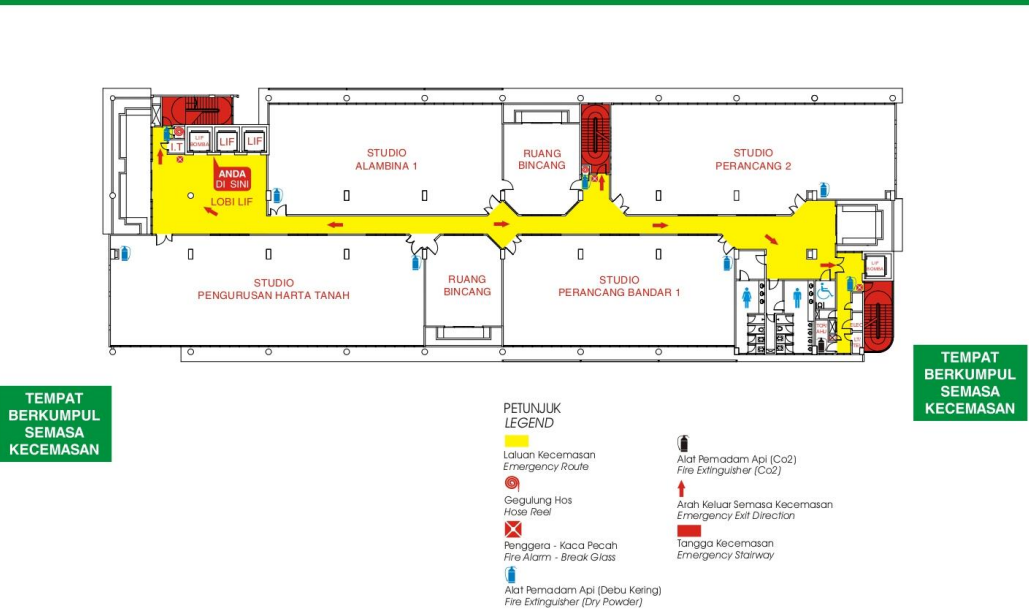 I.T
LIF
BOMBA
LIF
LIF
ANDA
DI SINI
LOBI LIF
STUDIO
ALAMBINA 1
RUANG
BINCANG
STUDIO
PERANCANG 2
STUDIO
PENGURUSAN HARTA TANAH
RUANG
BINCANG
STUDIO
PERANCANG BANDAR 1
LIF
BOMBA
TEMPAT
BERKUMPUL
SEMASA
KECEMASAN
TEMPAT
BERKUMPUL
SEMASA
KECEMASAN
PETUNJUK
LEGEND
Laluan Kecemasan
Emergency Route
Gegulung Hos
Hose Reel
Penggera - Kaca Pecah
Fire Alarm - Break Glass
Alat Pemadam Api (Debu Kering)
Fire Extinguisher (Dry Powder)
Alat Pemadam Api (Co2)
Fire Extinguisher (Co2)
Arah Keluar Semasa Kecemasan
Emergency Exit Direction
Tangga Kecemasan
Emergency Stairway